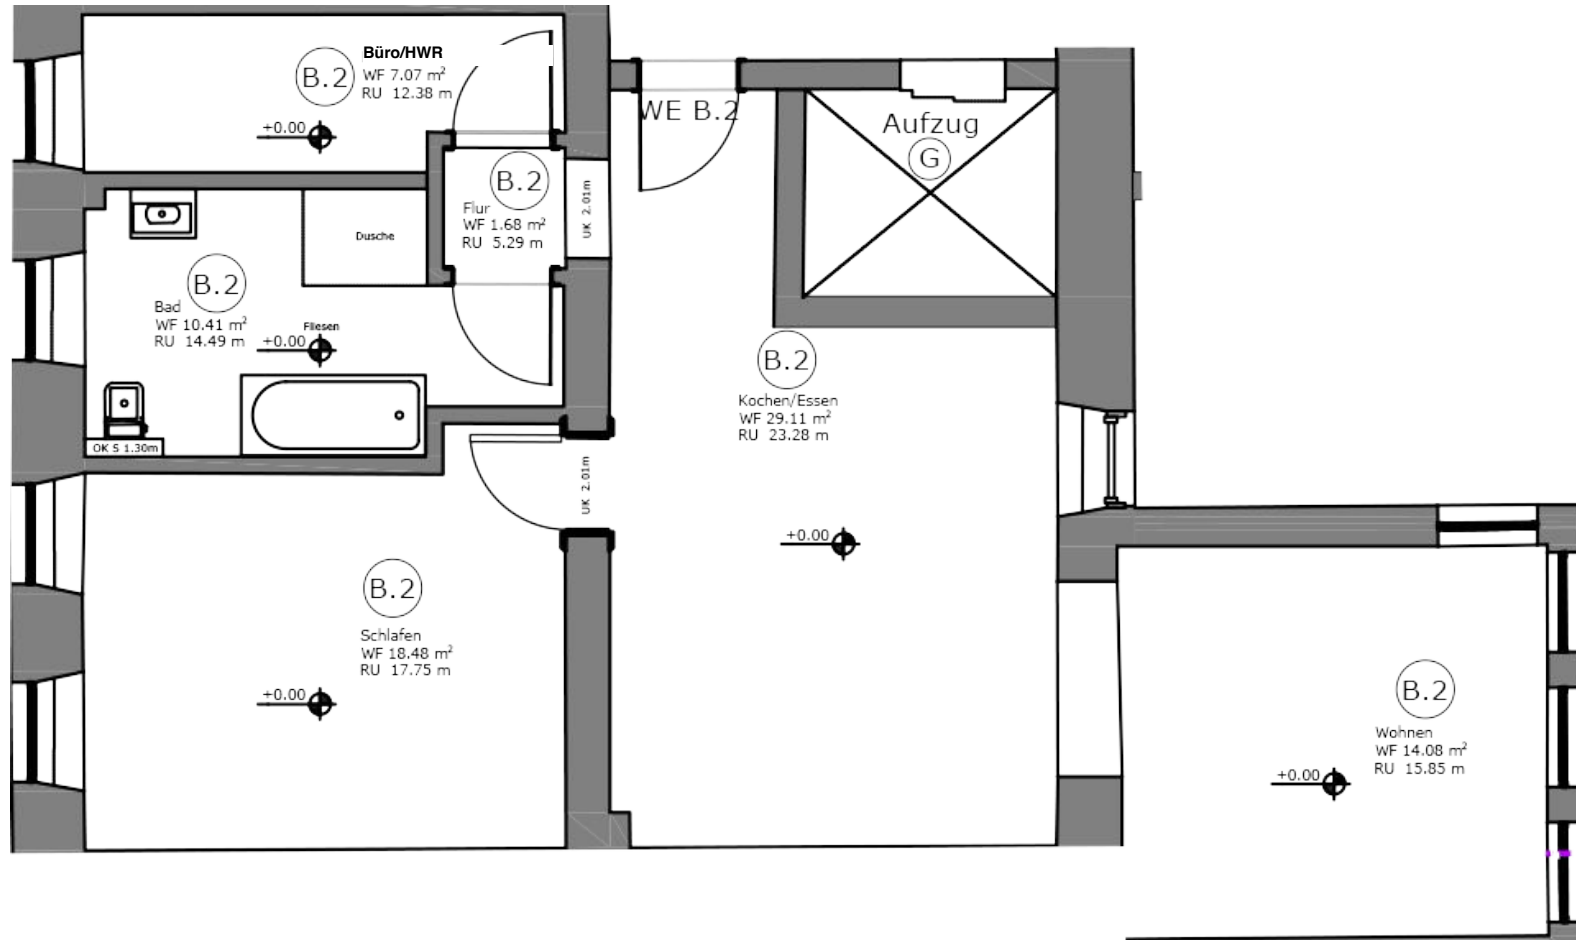 B.2
Büro/HWR
WF 7.07 m²
RU 12.38 m
+0.00
WE B.2
Aufzug
G
B.2
Flur
WF 1.68 m²
RU 5.29 m
UK 2.01m
Dusche
B.2
Bad
WF 10.41 m²
RU 14.49 m
Fliesen
+0.00
OK S 1.30m
B.2
Kochen/Essen
WF 29.11 m²
RU 23.28 m
+0.00
UK 2.01m
B.2
Schlafen
WF 18.48 m²
RU 17.75 m
+0.00
B.2
Wohnen
WF 14.08 m²
RU 15.85 m
+0.00